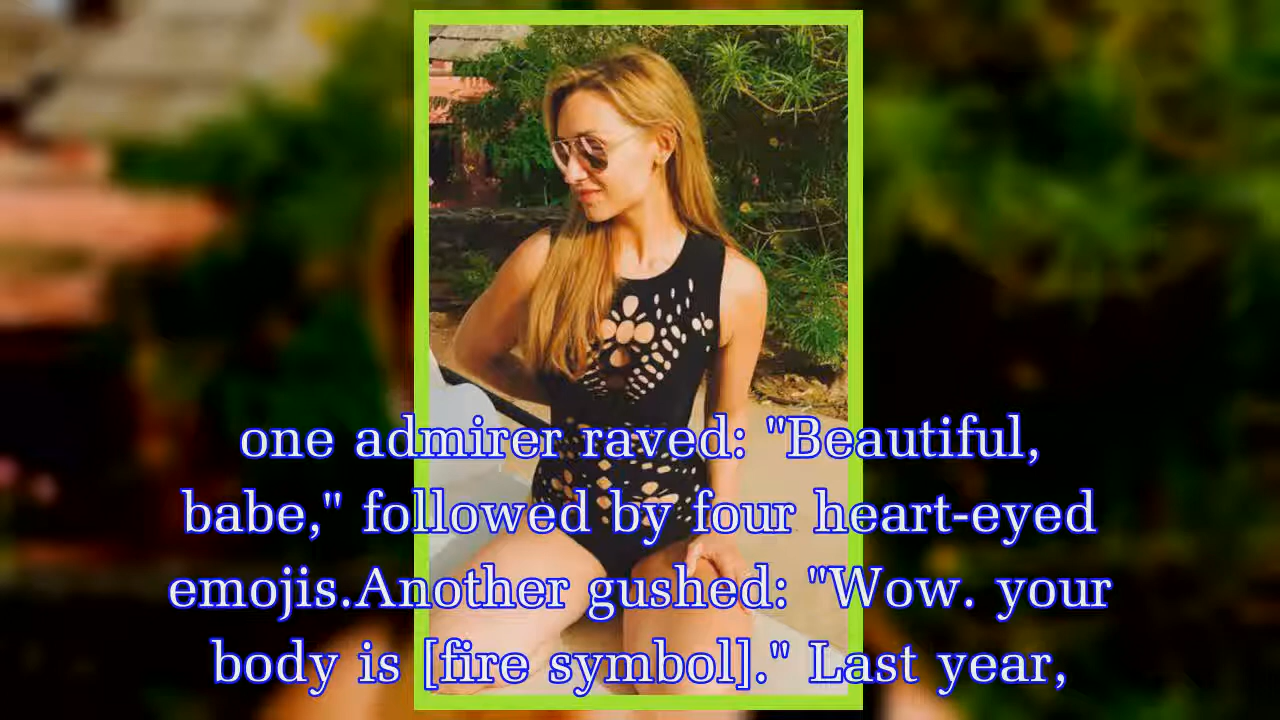 one admirer raved: "Beautiful,
babe," followed by four heart-eyed
emojis.Another gushed: "Wow. your
body is [fire symbol]." Last year,